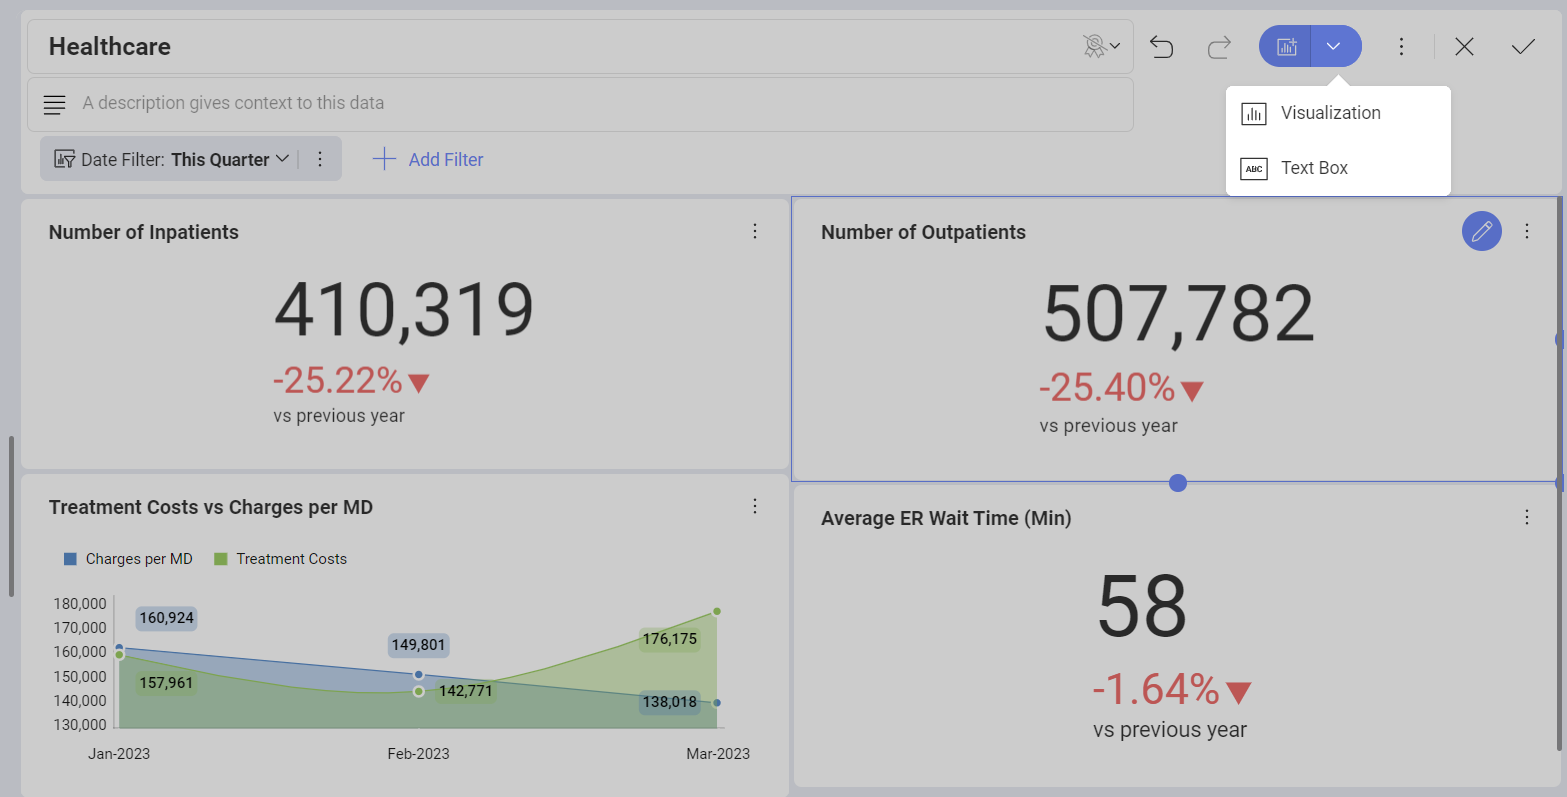 Healthcare
A description gives context to this data
Visualization
ABC Text Box
Date Filter: This Quarter
Add Filter
Number of Inpatients
410,319
-25.22%
vs previous year
Number of Outpatients
507,782
-25.40%
vs previous year
Treatment Costs vs Charges per MD
Charges per MD Treatment Costs
180,000
170,000
160,000
150,000
140,000
130,000
160,924
157,961
149,801
142,771
176,175
138,018
Jan-2023 Feb-2023 Mar-2023
Average ER Wait Time (Min)
58
-1.64%
vs previous year